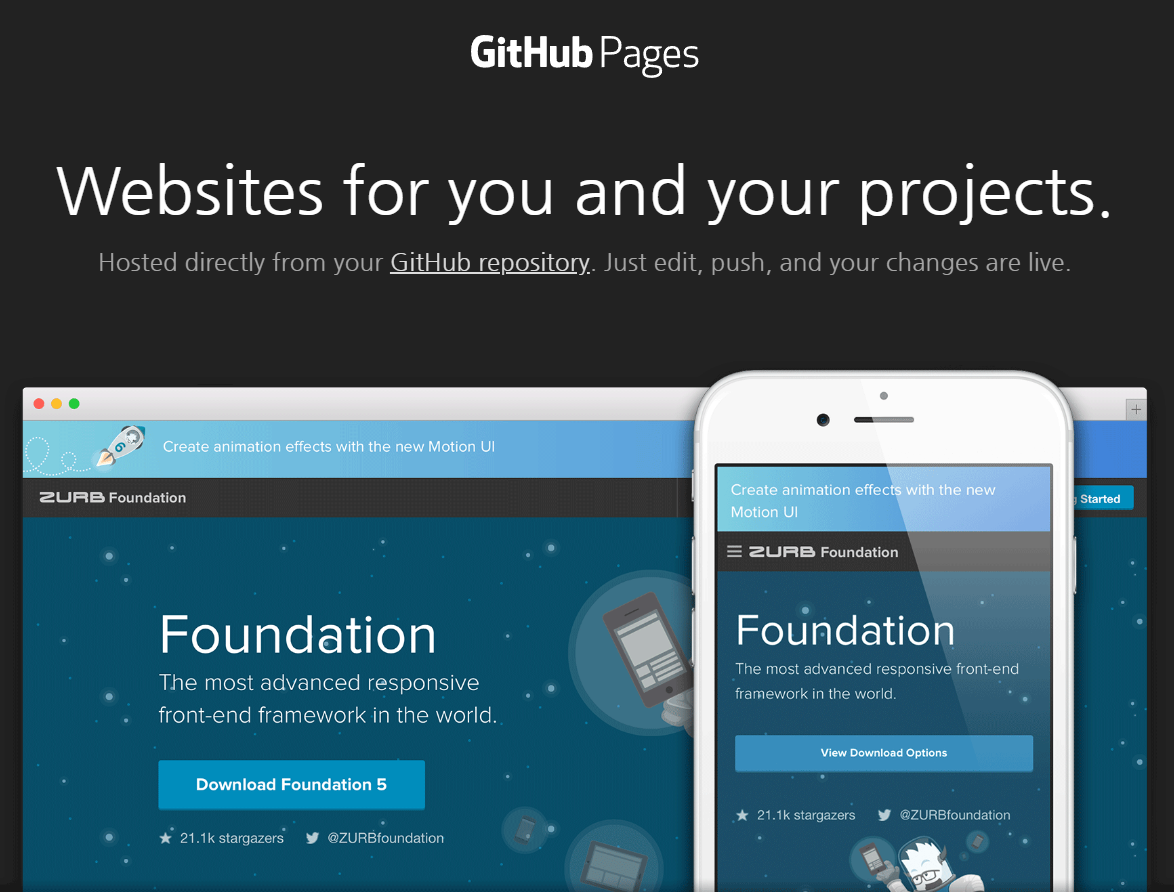 GitHub Pages
Websites for you and your projects.
Hosted directly from your GitHub repository. Just edit, push, and your changes are live.
6
Create animation effects with the new Motion UI
ZURB Foundation
Started
Foundation
The most advanced responsive
front-end framework in the world.
Download Foundation 5
21.1k stargazers @ZURBfoundation
Create animation effects with the new
Motion UI
ZURB Foundation
Foundation
The most advanced responsive front-end
framework in the world.
View Download Options
21.1k stargazers @ZURBfoundation